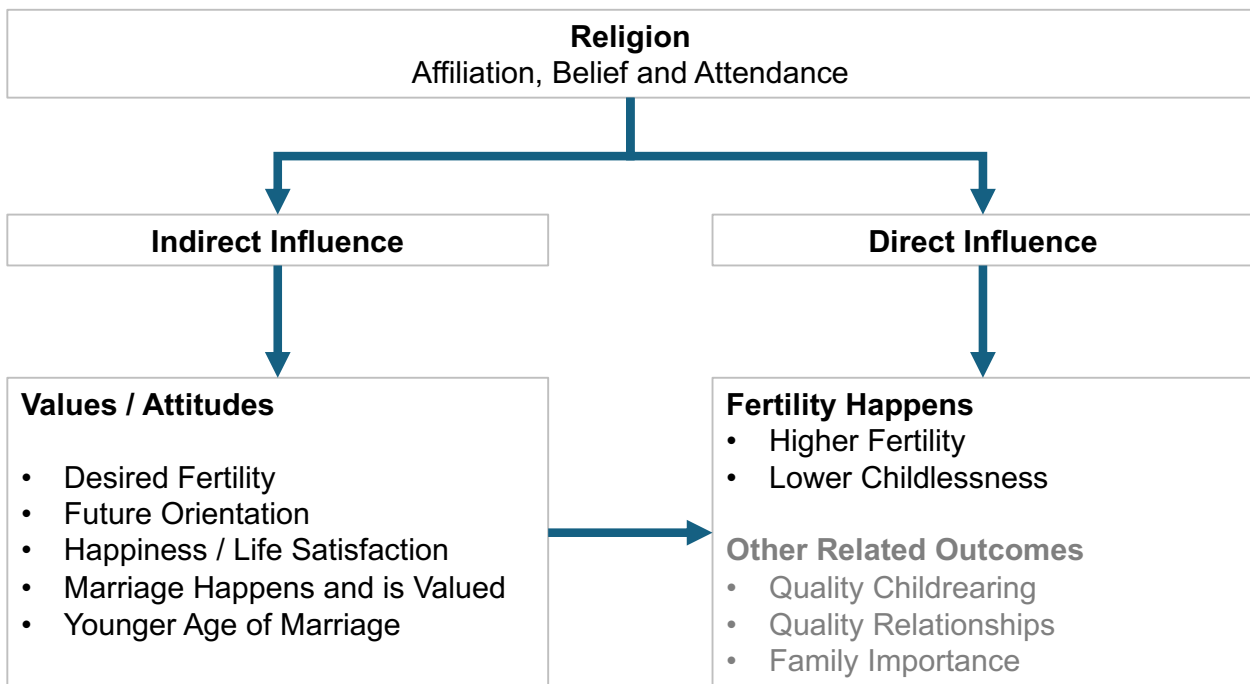 Religion
Affiliation, Belief and Attendance
Indirect Influence
Direct Influence
Values / Attitudes
• Desired Fertility
• Future Orientation
• Happiness / Life Satisfaction
• Marriage Happens and is Valued
• Younger Age of Marriage
Fertility Happens
• Higher Fertility
• Lower Childlessness
Other Related Outcomes
• Quality Childrearing
• Quality Relationships
• Family Importance